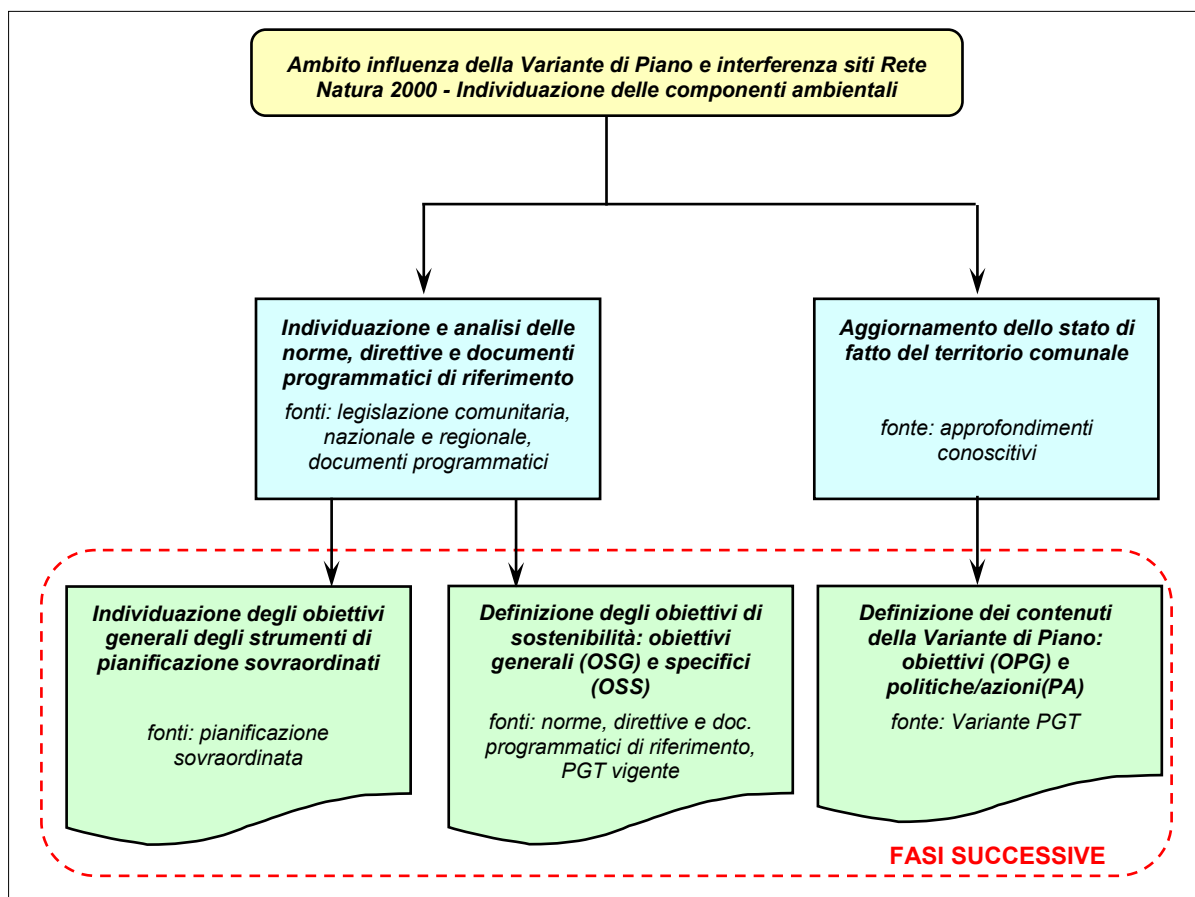 Ambito influenza della Variante di Piano e interferenza siti Rete
Natura 2000 - Individuazione delle componenti ambientali
Individuazione e analisi delle
norme, direttive e documenti
programmatici di riferimento
fonti: legislazione comunitaria,
nazionale e regionale,
documenti programmatici
Aggiornamento dello stato di
fatto del territorio comunale
fonte: approfondimenti
conoscitivi
Individuazione degli obiettivi
generali degli strumenti di
pianificazione sovraordinati
fonti: pianificazione
sovraordinata
Definizione degli obiettivi di
sostenibilità: obiettivi
generali (OSG) e specifici
(OSS)
fonti: norme, direttive e doc.
programmatici di riferimento,
PGT vigente
Definizione dei contenuti
della Variante di Piano:
obiettivi (OPG) e
politiche/azioni(PA)
fonte: Variante PGT
FASI SUCCESSIVE